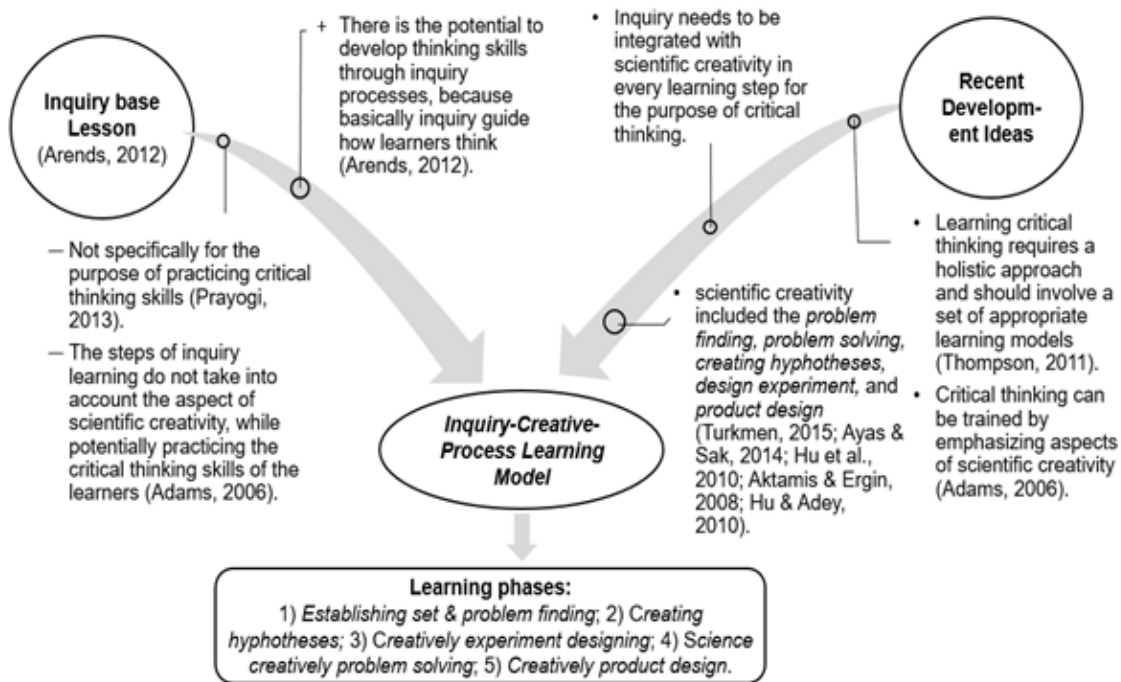 Inquiry base
Lesson
(Arends, 2012)
+ There is the potential to
develop thinking skills
through inquiry
processes, because
basically inquiry guide
how learners think
(Arends, 2012).
• Inquiry needs to be
integrated with
scientific creativity in
every learning step for
the purpose of critical
thinking.
Recent
Developm-
ent Ideas
— Not specifically for the
purpose of practicing critical
thinking skills (Prayogi,
2013).
— The steps of inquiry
learning do not take into
account the aspect of
scientific creativity, while
potentially practicing the
critical thinking skills of the
learners (Adams, 2006).
• scientific creativity
included the problem
finding, problem solving,
creating hyphotheses,
design experiment, and
product design
(Turkmen, 2015; Ayas &
Sak, 2014; Hu et al.,
2010; Aktamis & Ergin,
2008; Hu & Adey,
2010).
• Learning critical
thinking requires a
holistic approach
and should involve a
set of appropriate
learning models
(Thompson, 2011).
• Critical thinking can
be trained by
emphasizing aspects
of scientific creativity
(Adams, 2006).
Inquiry-Creative-
Process Learning
Model
Learning phases:
1) Establishing set & problem finding; 2) Creating
hyphotheses; 3) Creatively experiment designing; 4) Science
creatively problem solving; 5) Creatively product design.